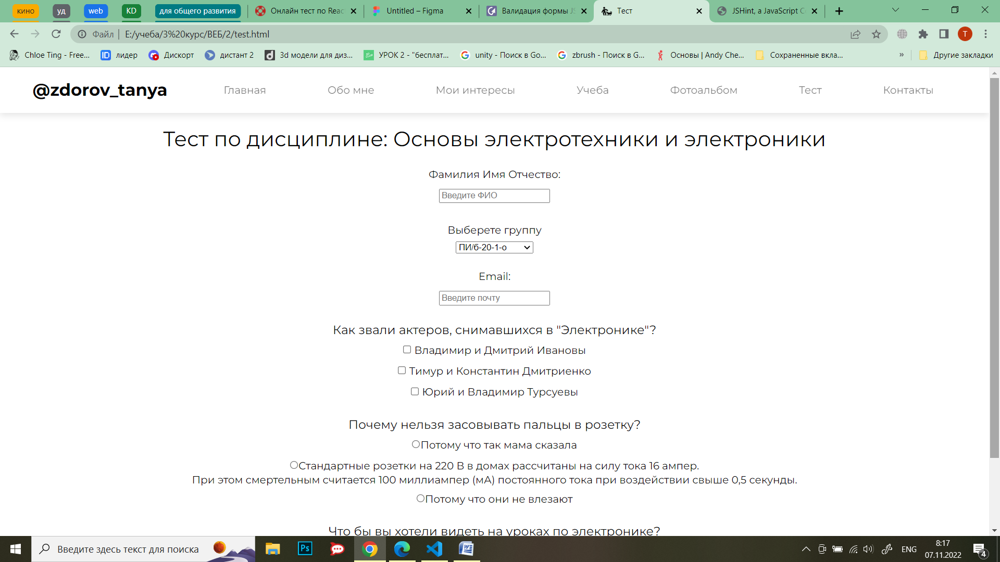 кино
уд
web
KD
для общего развития
Онлайн тест по Reac
Untitled – Figma
Валидация формы JS
Тест
JSHint, a JavaScript Co
Файл
E:/учеба/3%20курс/ВЕБ/2/test.html
T
Chloe Ting - Free...
лидер
Дискорт
дистант 2
3d модели для диз...
УРОК 2 - "бесплат...
unity - Поиск в Go...
zbrush - Поиск в G...
Основы | Andy Che...
Сохраненные вкла...
»
Другие закладки
@zdorov_tanya
Главная
Обо мне
Мои интересы
Учеба
Фотоальбом
Тест
Контакты
Тест по дисциплине: Основы электротехники и электроники
Фамилия Имя Отчество:
Введите ФИО
Выберете группу
ПИ/б-20-1-о
Email:
Введите почту
Как звали актеров, снимавшихся в "Электронике"?
Владимир и Дмитрий Ивановы
Тимур и Константин Дмитриенко
Юрий и Владимир Турсуевы
Почему нельзя засовывать пальцы в розетку?
Потому что так мама сказала
Стандартные розетки на 220 В в домах рассчитаны на силу тока 16 ампер.
При этом смертельным считается 100 миллиампер (мА) постоянного тока при воздействии свыше 0,5 секунды.
Потому что они не влезают
Что бы вы хотели видеть на уроках по электронике?
Введите здесь текст для поиска
Ps
ENG
8:17
07.11.2022
4